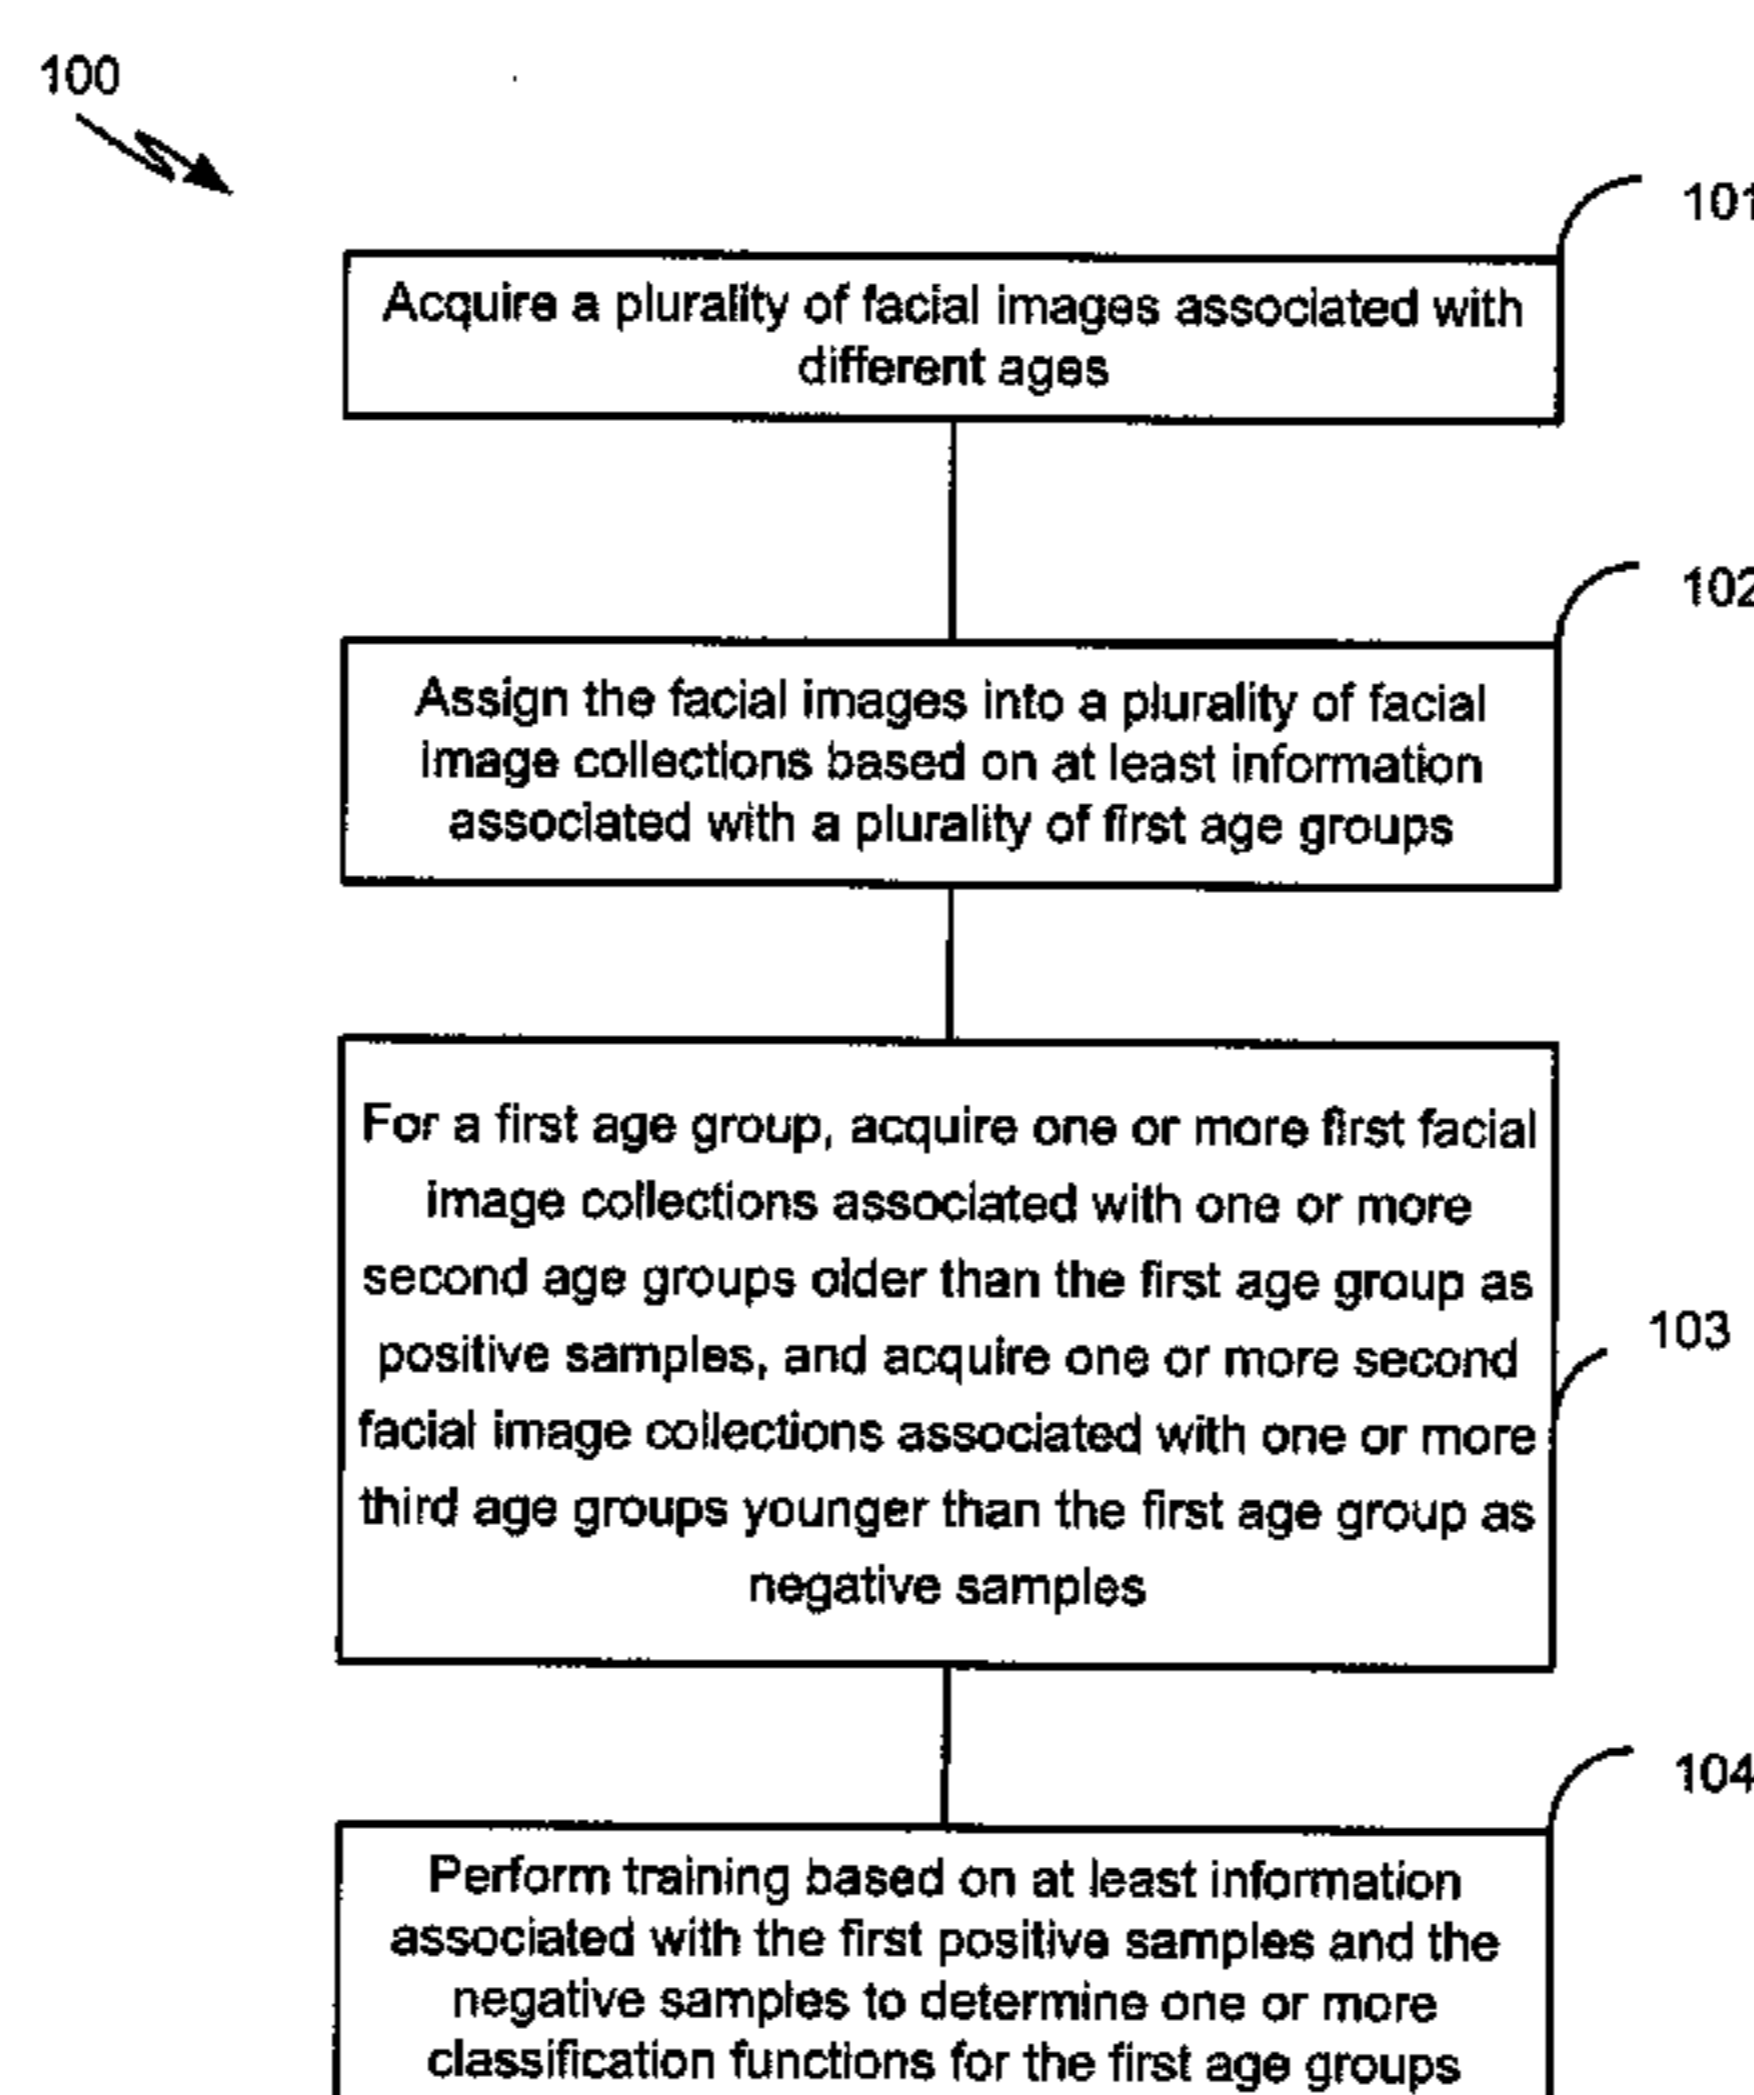 100
101
Acquire a plurality of facial images associated with
different ages
102
Assign the facial images into a plurality of facial
image collections based on at least information
associated with a plurality of first age groups
For a first age group, acquire one or more first facial
image collections associated with one or more
second age groups older than the first age group as
positive samples, and acquire one or more second
103
facial image collections associated with one or more
third age groups younger than the first age group as
negative samples
104
Perform training based on at least information
associated with the first positive samples and the
negative samples to determine one or more
classification functions for the first age groups